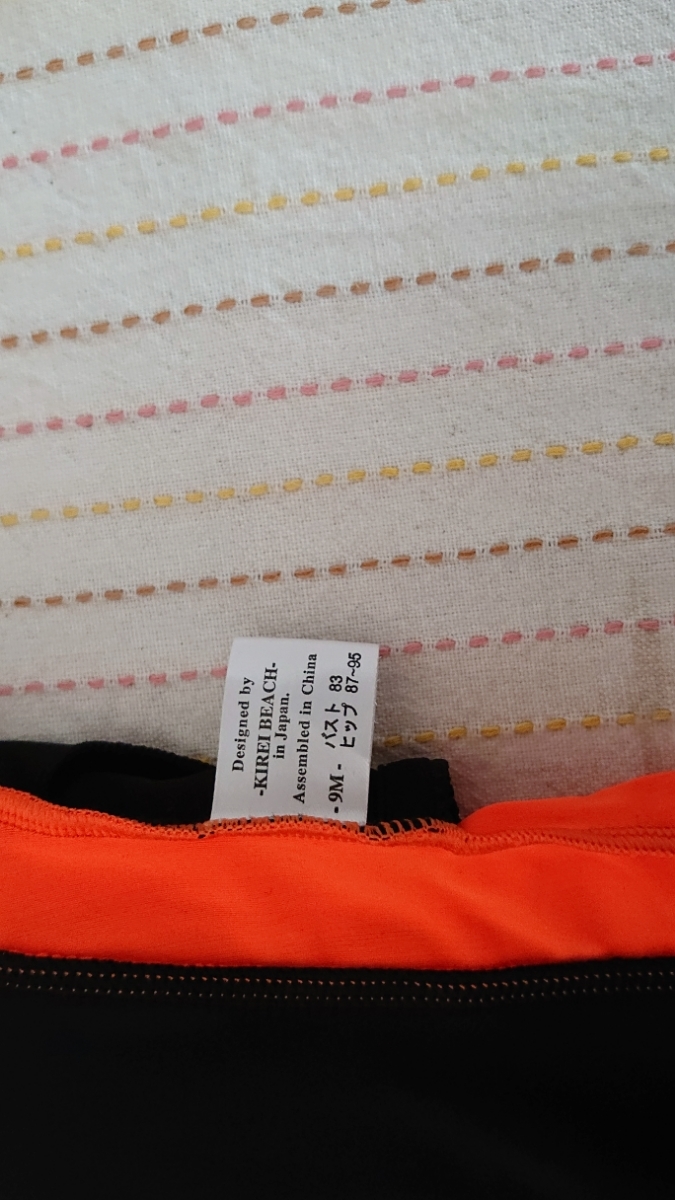 Designed by
-KIREI BEACH-
in Japan.
Assembled in China
- 9M - バスト 83
ヒップ 87~95